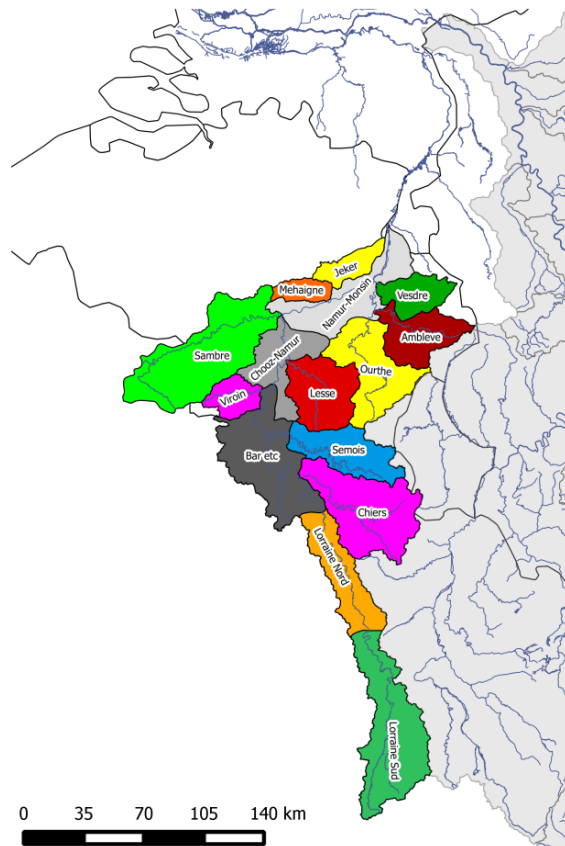 Jeker
Mehaigne
Namur-Monsin
Vesdre
Ambleve
Sambre
Chooz-Namur
Ourthe
Viroin
Lesse
Semois
Bar etc
Chiers
Lorraine Nord
Lorraine Sud
0 35 70 105 140 km